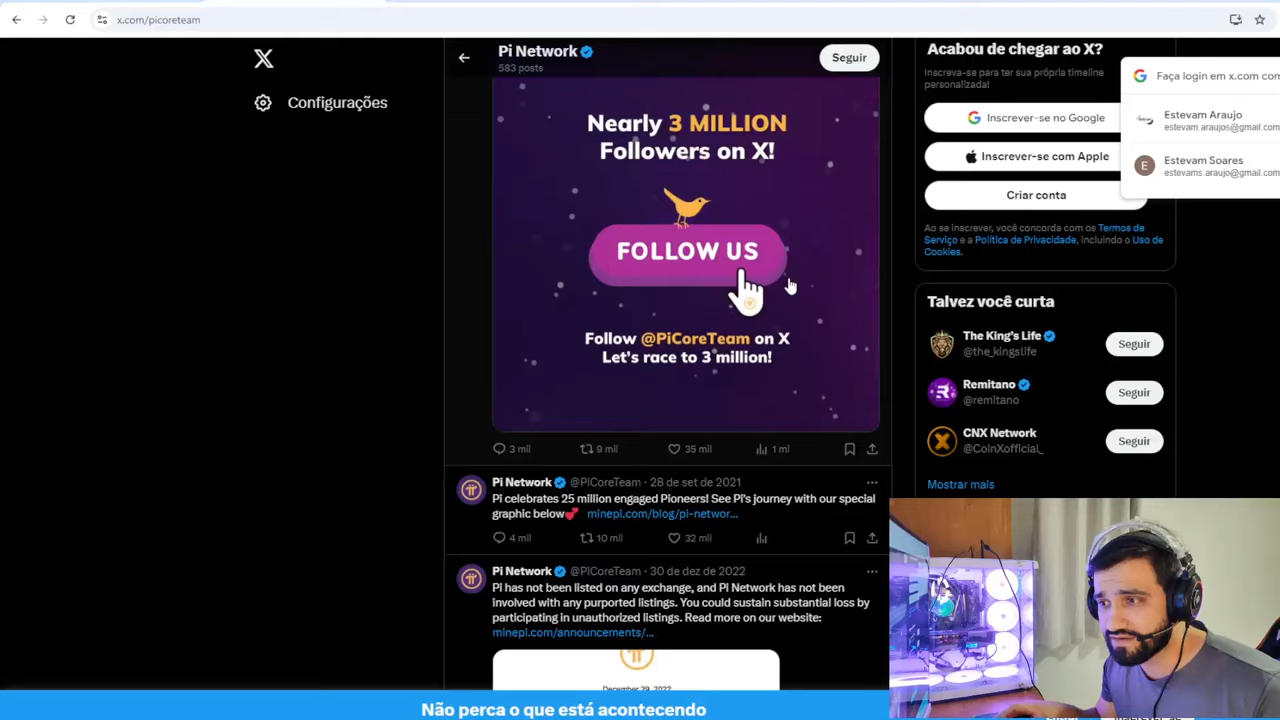 x.com/picoreteam
X
Configurações
Pi Network
583 posts
Seguir
Nearly 3 MILLION
Followers on X!
FOLLOW US
Follow @PiCoreTeam on X
Let's race to 3 million!
3 mil 9 mil 35 mil 1 mi
Pi Network @PiCoreTeam · 28 de set de 2021
Pi celebrates 25 million engaged Pioneers! See Pi's journey with our special
graphic below💕 minepi.com/blog/pi-networ…
4 mil 10 mil 32 mil
Pi Network @PiCoreTeam · 30 de dez de 2022
Pi has not been listed on any exchange, and Pi Network has not been
involved with any purported listings. You could sustain substantial loss by
participating in unauthorized listings. Read more on our website:
minepi.com/announcements/…
December 29, 2022
Acabou de chegar ao X?
Inscreva-se para ter sua própria timeline
personalizada!
Inscrever-se no Google
Inscrever-se com Apple
Criar conta
Ao se inscrever, você concorda com os Termos de
Serviço e a Política de Privacidade, incluindo o Uso de
Cookies.
Faça login em x.com com
Estevam Araujo
estevam.araujos@gmail.com
E
Estevam Soares
estevams.araujo@gmail.com
Talvez você curta
The King's Life
@the_kingslife
Seguir
Remitano
@remitano
Seguir
CNX Network
@CoinXofficial_
Seguir
Mostrar mais
Não perca o que está acontecendo